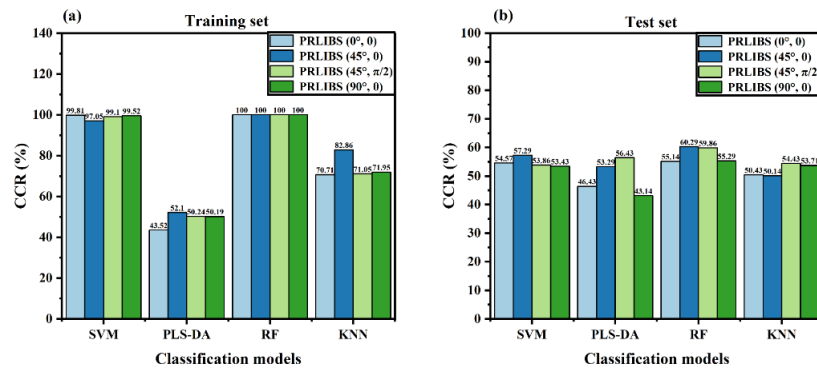 (a)
Training set
PRLIBS (0°, 0)
PRLIBS (45°, 0)
PRLIBS (45°, π/2)
PRLIBS (90°, 0)
140
120
100
80
60
40
20
0
CCR (%)
99.81
97.05
99.1
99.52
43.52
52.1
50.24
50.19
100
100
100
100
70.71
82.86
71.05
71.95
SVM
PLS-DA
RF
KNN
Classification models
(b)
Test set
PRLIBS (0°, 0)
PRLIBS (45°, 0)
PRLIBS (45°, π/2)
PRLIBS (90°, 0)
100
90
80
70
60
50
40
30
20
10
0
CCR (%)
54.57
57.29
53.86
53.43
46.43
53.29
56.43
43.14
55.14
60.29
59.86
55.29
50.43
50.14
54.43
53.71
SVM
PLS-DA
RF
KNN
Classification models